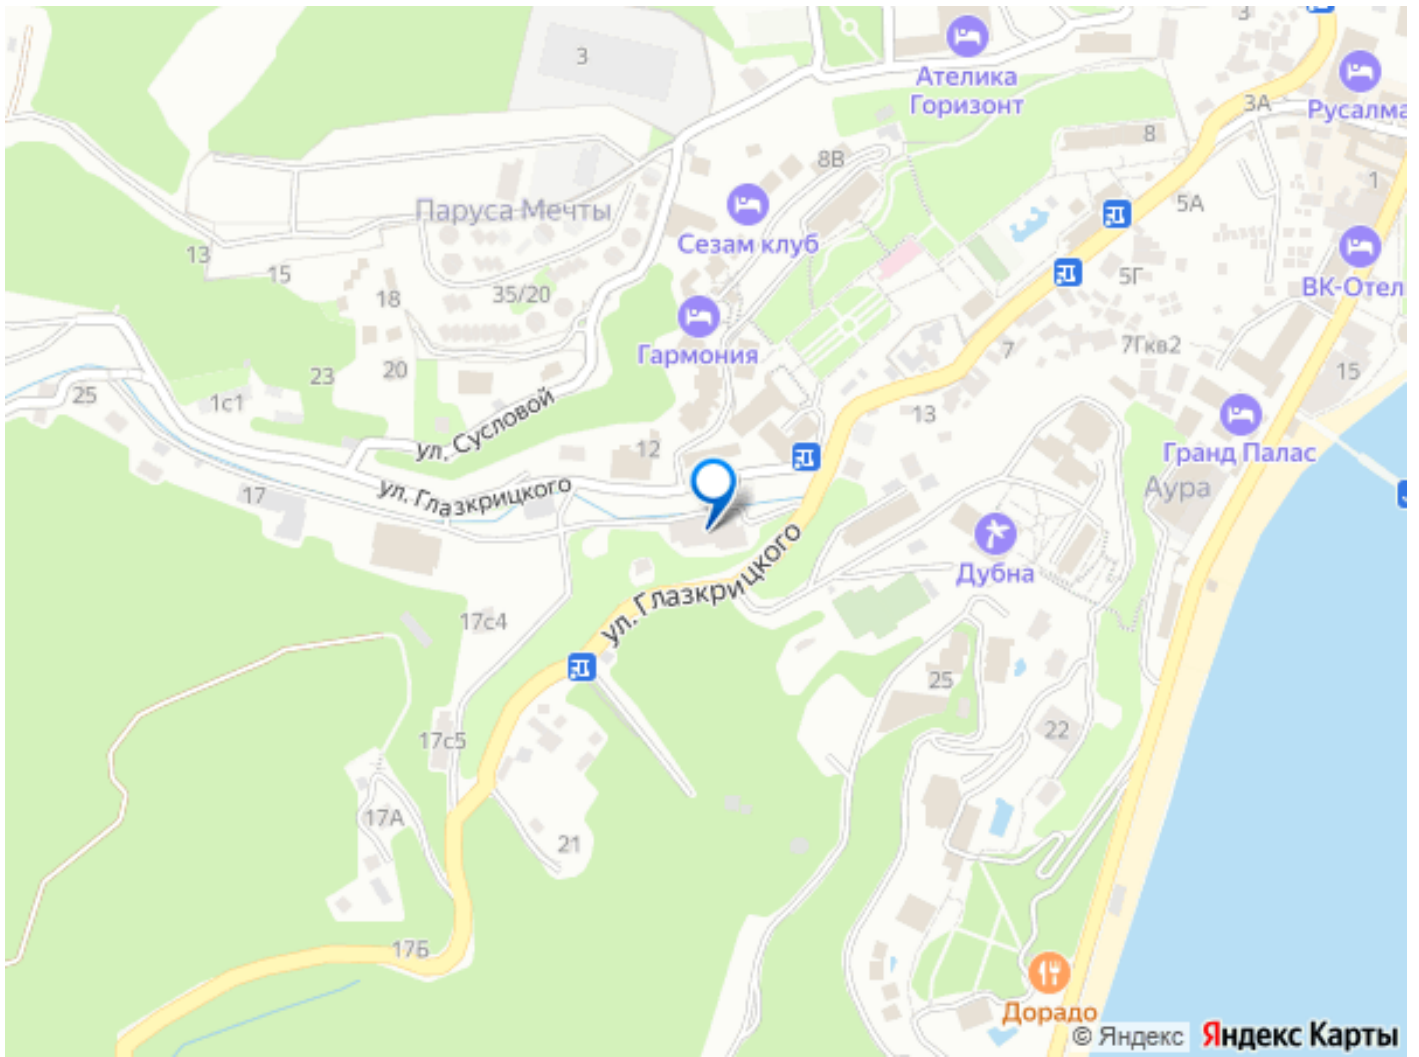 3
3
Ателика
Горизонт
Русалма
3А
8
8В
1
Паруса Мечты
5А
Сезам клуб
13
15
5Г
ВК-Отел
18
35/20
Гармония
7
7Гкв2
15
23
20
25
1с1
13
ул. Сусловой
12
Гранд Палас
Аура
17
ул. Глазкрицкого
ул. Глазкрицкого
Дубна
17с4
25
22
17с5
17А
21
17Б
Дорадо
© Яндекс Яндекс Карты